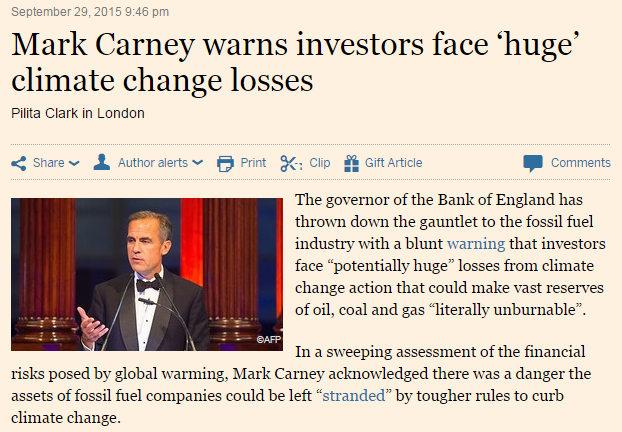 September 29, 2015 9:46 pm
Mark Carney warns investors face ‘huge’
climate change losses
Pilita Clark in London
Share Author alerts Print Clip Gift Article Comments
The governor of the Bank of England has
thrown down the gauntlet to the fossil fuel
industry with a blunt warning that investors
face “potentially huge” losses from climate
change action that could make vast reserves
of oil, coal and gas “literally unburnable”.
©AFP
In a sweeping assessment of the financial
risks posed by global warming, Mark Carney acknowledged there was a danger the
assets of fossil fuel companies could be left “stranded” by tougher rules to curb
climate change.